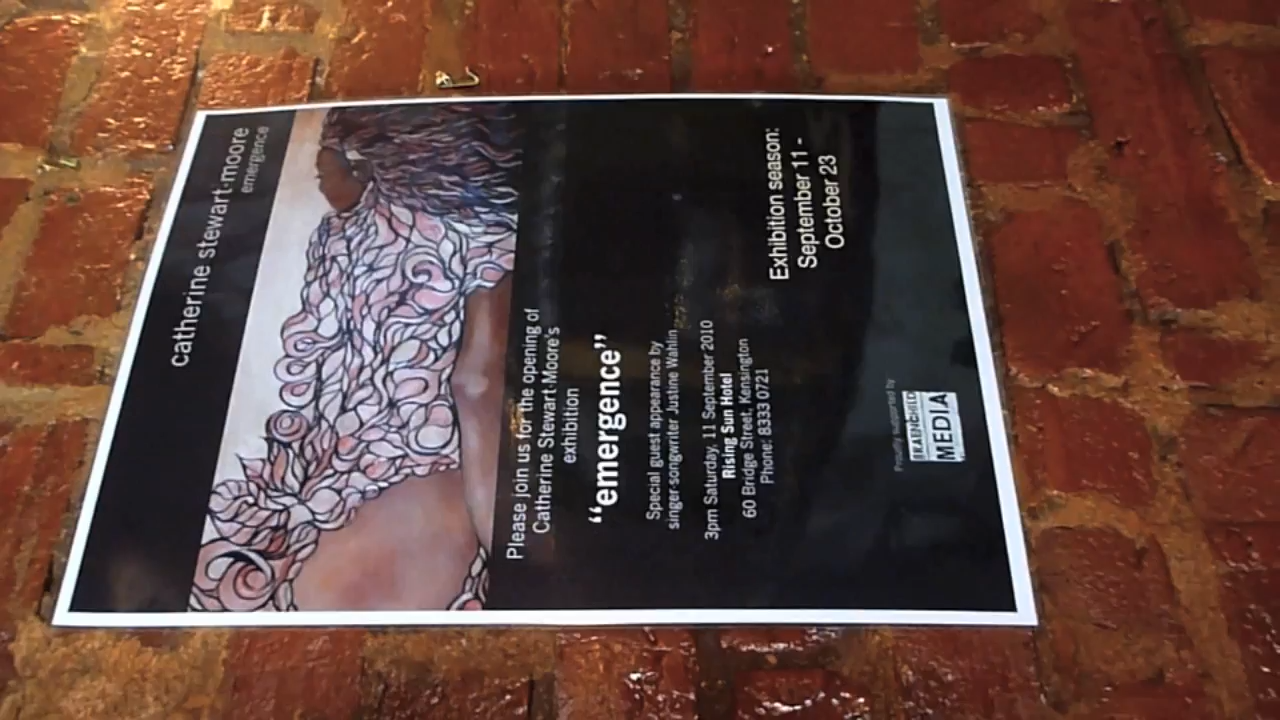 catherine stewart-moore
emergence
Please join us for the opening of
Catherine Stewart Moore's
exhibition
“emergence”
Special guest appearance by
singer-songwriter Justine Wahlin
3pm Saturday, 11 September 2010
Rising Sun Hotel
60 Bridge Street, Kensington
Phone: 8333 0721
Exhibition season:
September 11 -
October 23
Proudly supported by
MEDIA